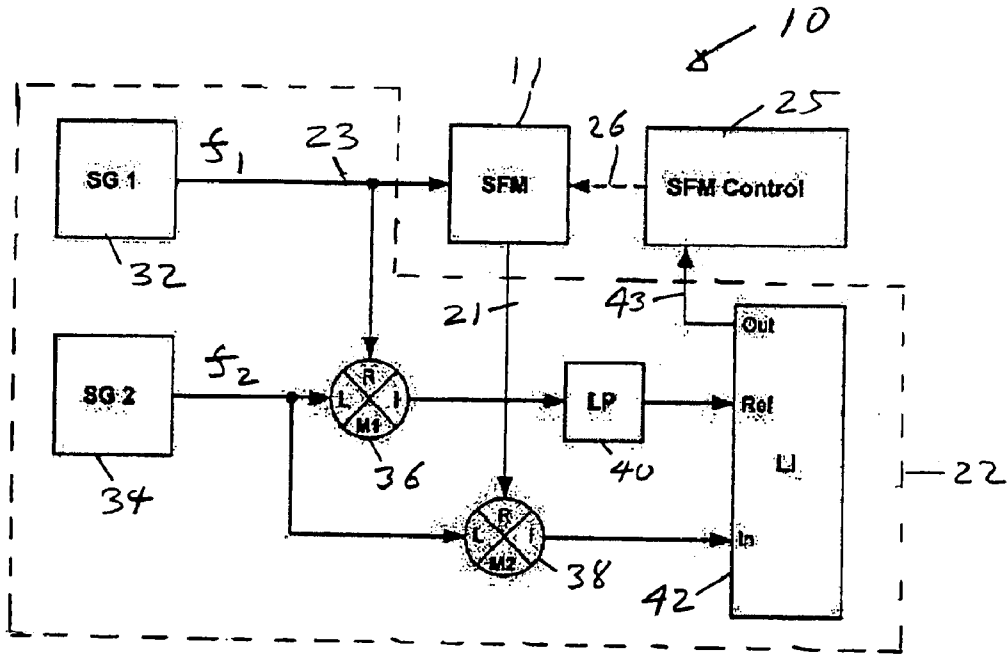 10
11
25
f1
23
26
SG 1
SFM
SFM Control
32
21
43
Out
f2
SG 2
R
L
I
M1
LP
Ref
LI
22
34
36
40
R
L
I
M2
In
38
42